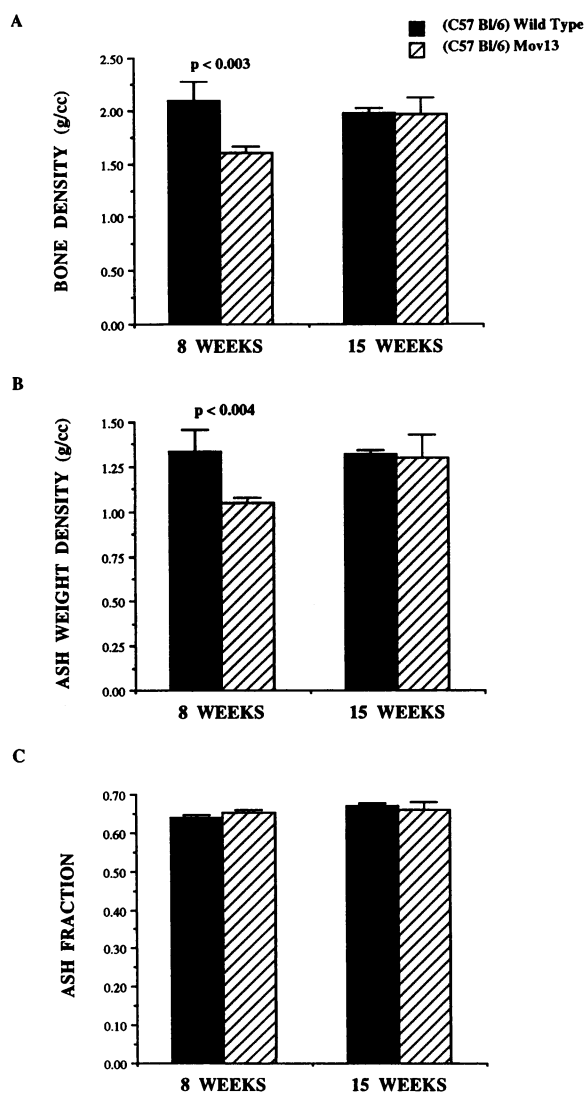 A
(C57 Bl/6) Wild Type
(C57 Bl/6) Mov13
p < 0.003
BONE DENSITY (g/cc)
2.50
2.00
1.50
1.00
0.50
0.00
8 WEEKS
15 WEEKS
B
p < 0.004
ASH WEIGHT DENSITY (g/cc)
1.50
1.25
1.00
0.75
0.50
0.25
0.00
8 WEEKS
15 WEEKS
C
ASH FRACTION
0.70
0.60
0.50
0.40
0.30
0.20
0.10
0.00
8 WEEKS
15 WEEKS